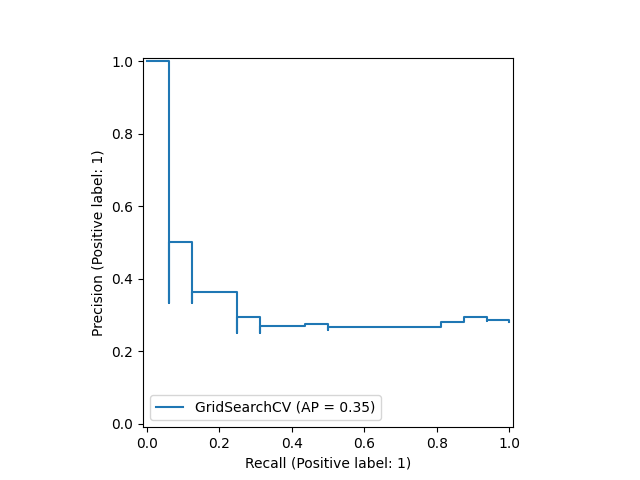 1.0
0.8
0.6
0.4
0.2
0.0
Precision (Positive label: 1)
GridSearchCV (AP = 0.35)
0.0 0.2 0.4 0.6 0.8 1.0
Recall (Positive label: 1)